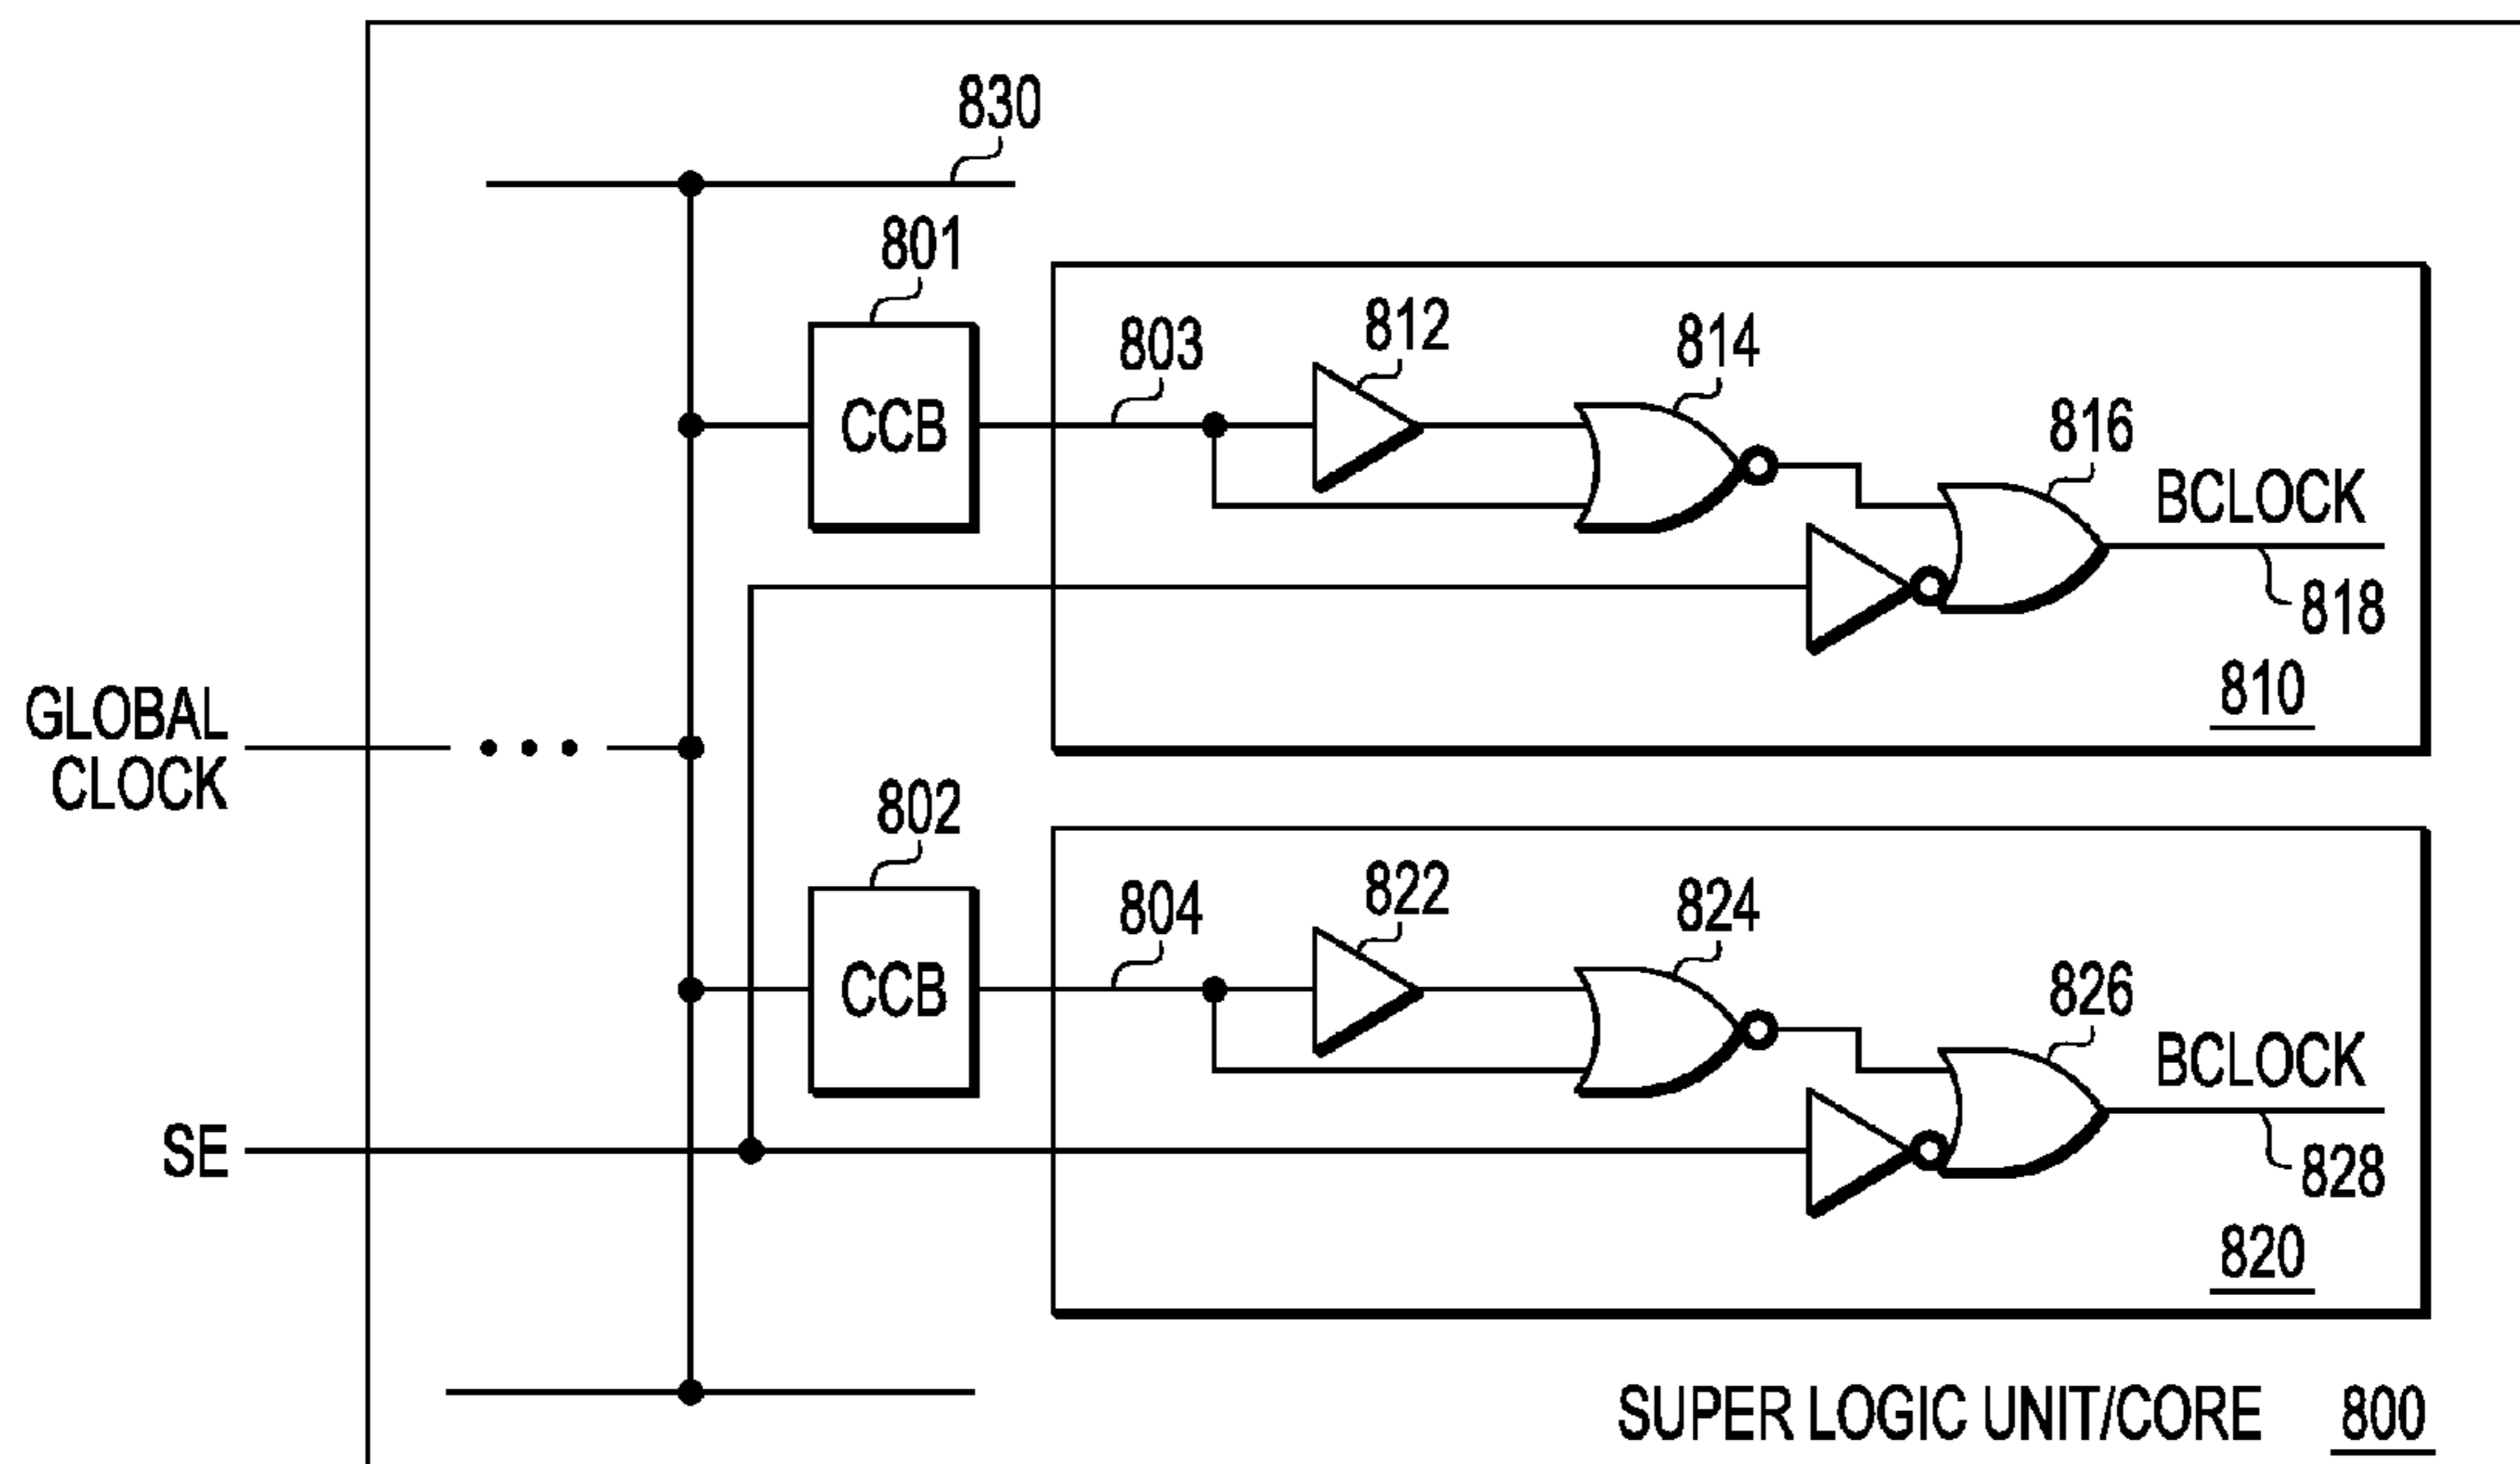 830
801
CCB
803
812
814
816
BCLOCK
818
810
GLOBAL
CLOCK
802
CCB
804
822
824
826
BCLOCK
828
820
SE
SUPER LOGIC UNIT/CORE 800